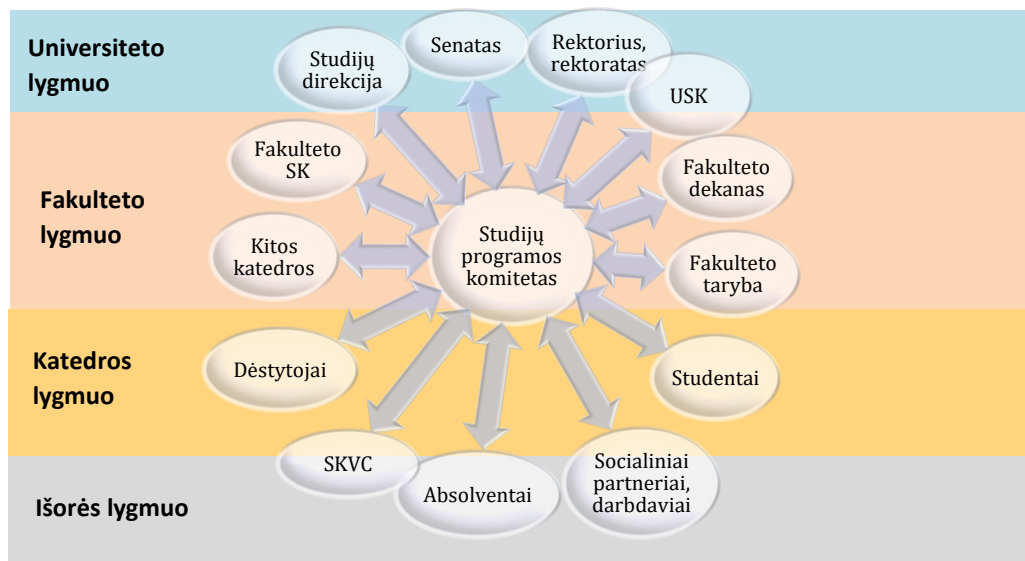 Universiteto
lygmuo
Studijų
direkcija
Senatas
Rektorius,
rektoratas
USK
Fakulteto
lygmuo
Fakulteto
SK
Fakulteto
dekanas
Kitos
katedros
Studijų
programos
komitetas
Fakulteto
taryba
Katedros
lygmuo
Dėstytojai
Studentai
Išorės lygmuo
SKVC
Absolventai
Socialiniai
partneriai,
darbdaviai